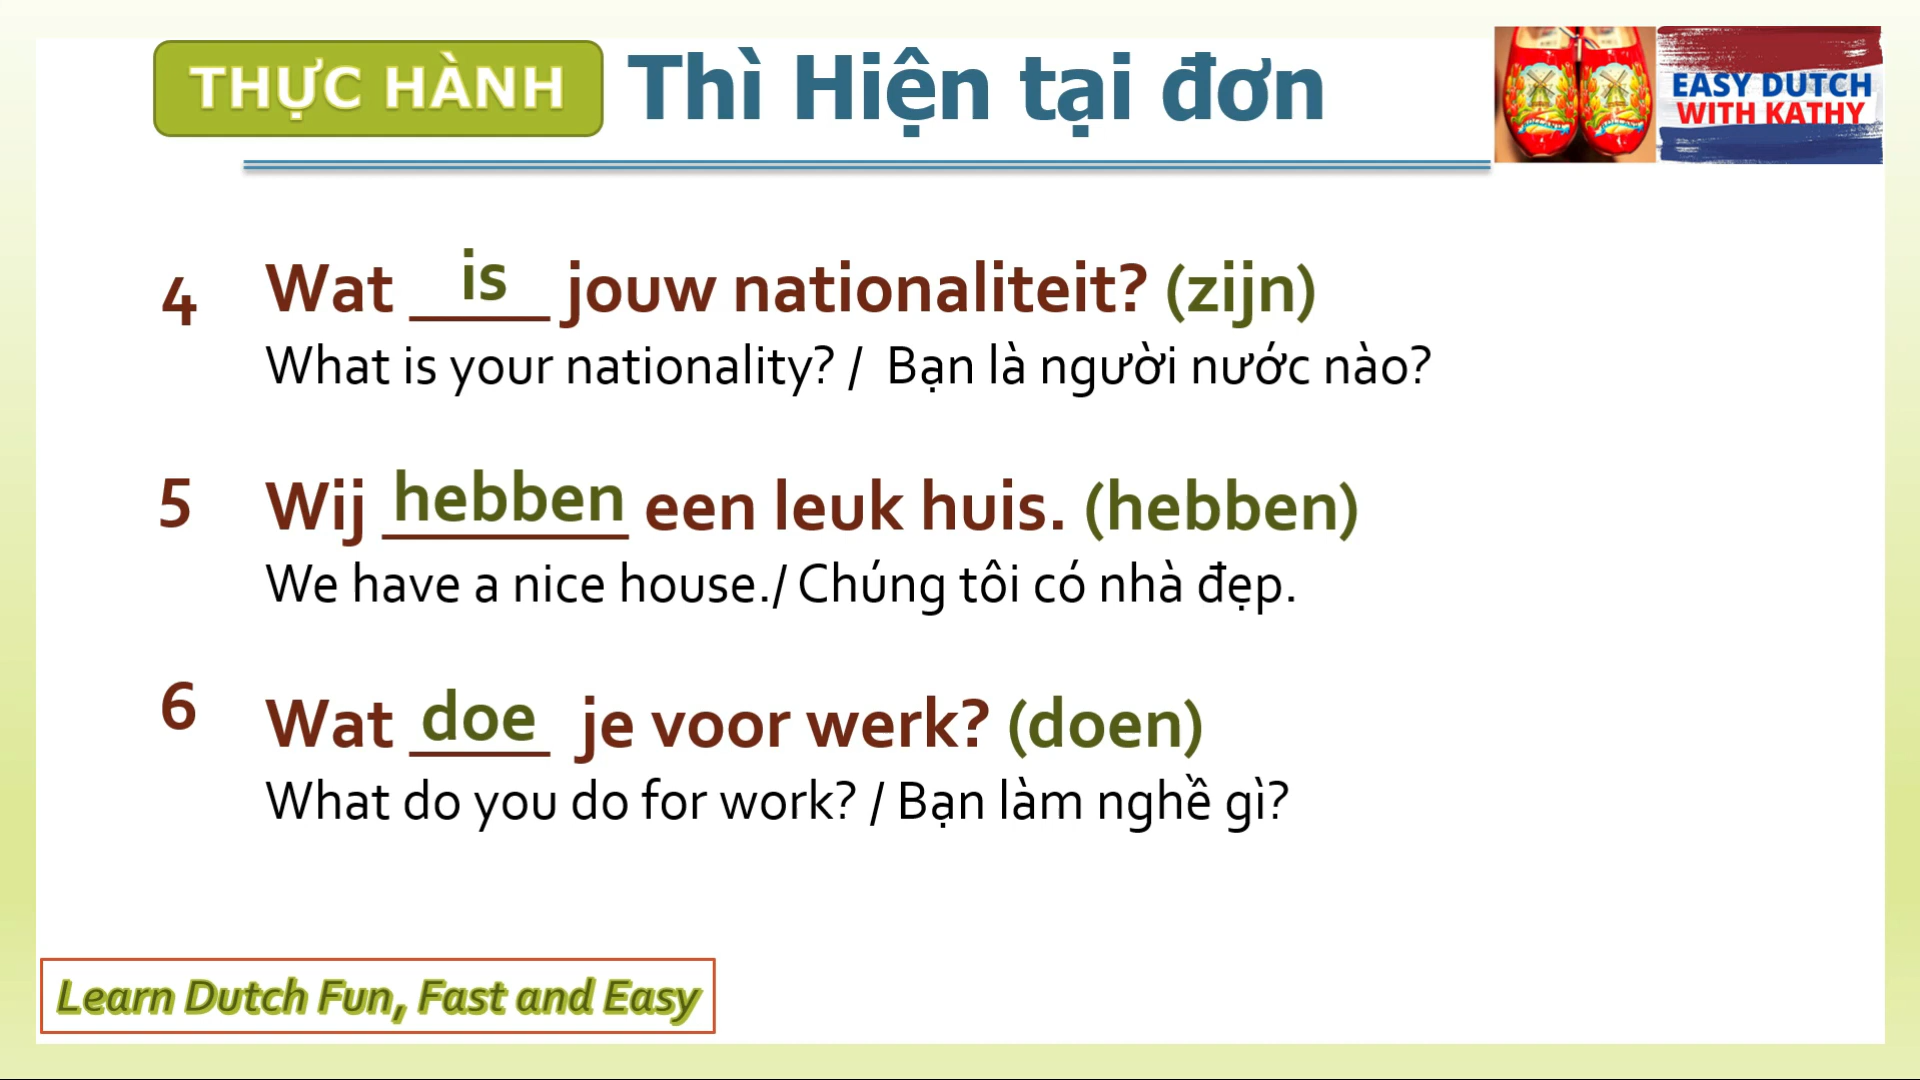 THỰC HÀNH Thì Hiện tại đơn
EASY DUTCH
WITH KATHY
4 Wat is jouw nationaliteit? (zijn)
What is your nationality? / Bạn là người nước nào?
5 Wij hebben een leuk huis. (hebben)
We have a nice house./ Chúng tôi có nhà đẹp.
6 Wat doe je voor werk? (doen)
What do you do for work? / Bạn làm nghề gì?
Learn Dutch Fun, Fast and Easy